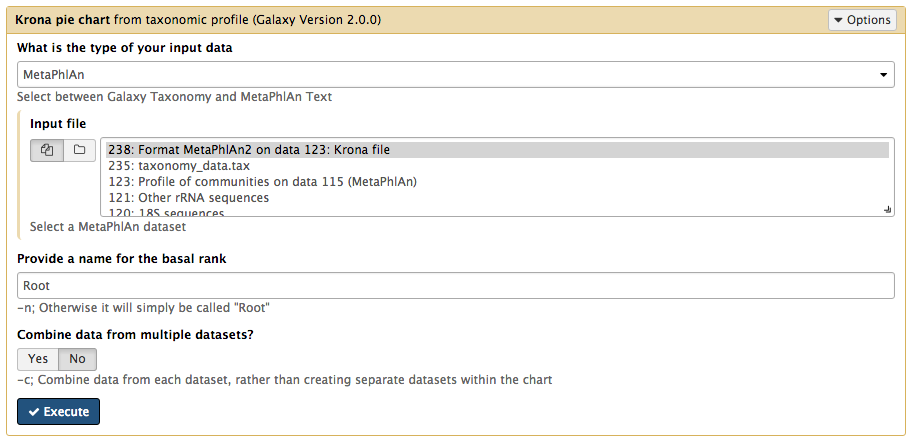 Krona pie chart from taxonomic profile (Galaxy Version 2.0.0)
Options
What is the type of your input data
MetaPhlAn
Select between Galaxy Taxonomy and MetaPhlAn Text
Input file
238: Format MetaPhlAn2 on data 123: Krona file
235: taxonomy_data.tax
123: Profile of communities on data 115 (MetaPhlAn)
121: Other rRNA sequences
120: 18S sequences
Select a MetaPhlAn dataset
Provide a name for the basal rank
Root
-n; Otherwise it will simply be called "Root"
Combine data from multiple datasets?
Yes No
-c; Combine data from each dataset, rather than creating separate datasets within the chart
Execute